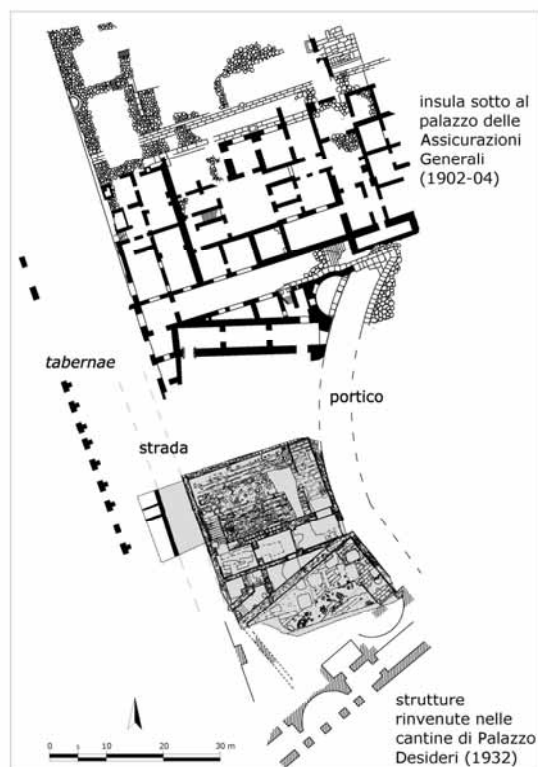 insula sotto al
palazzo delle
Assicurazioni
Generali
(1902-04)
tabernae
portico
strada
0 5 10 20 30 m
strutture
rinvenute nelle
cantine di Palazzo
Desideri (1932)